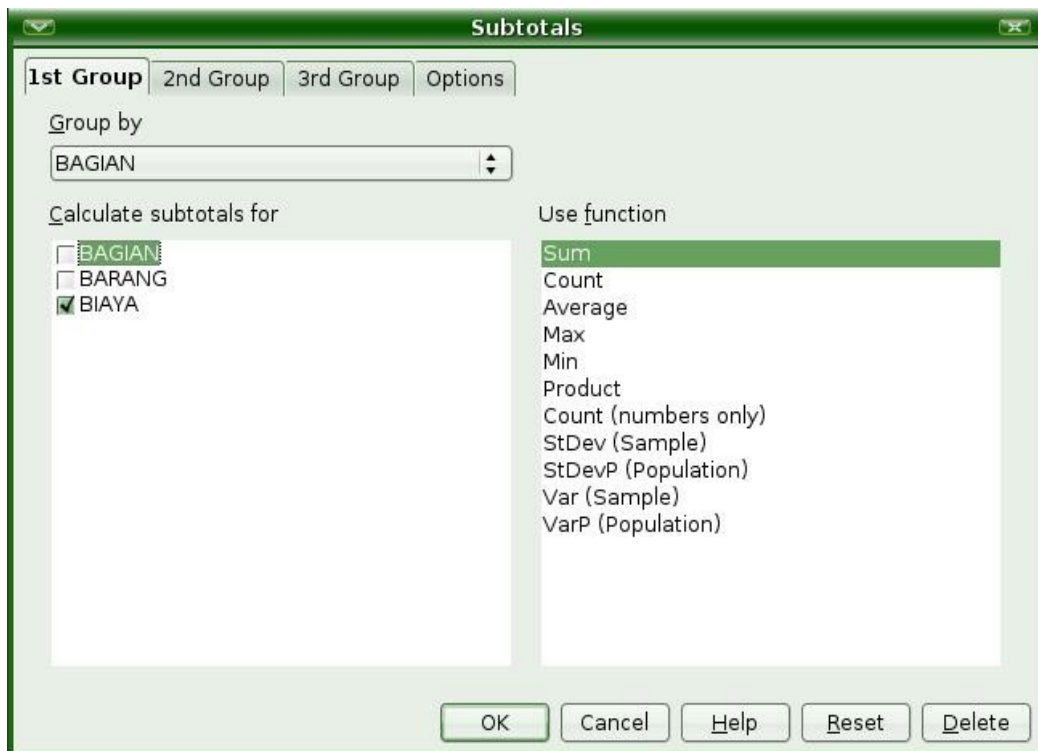 Subtotals
1st Group 2nd Group 3rd Group Options
Group by
BAGIAN
Calculate subtotals for
BAGIAN
BARANG
BIAYA
Use function
Sum
Count
Average
Max
Min
Product
Count (numbers only)
StDev (Sample)
StDevP (Population)
Var (Sample)
VarP (Population)
OK Cancel Help Reset Delete